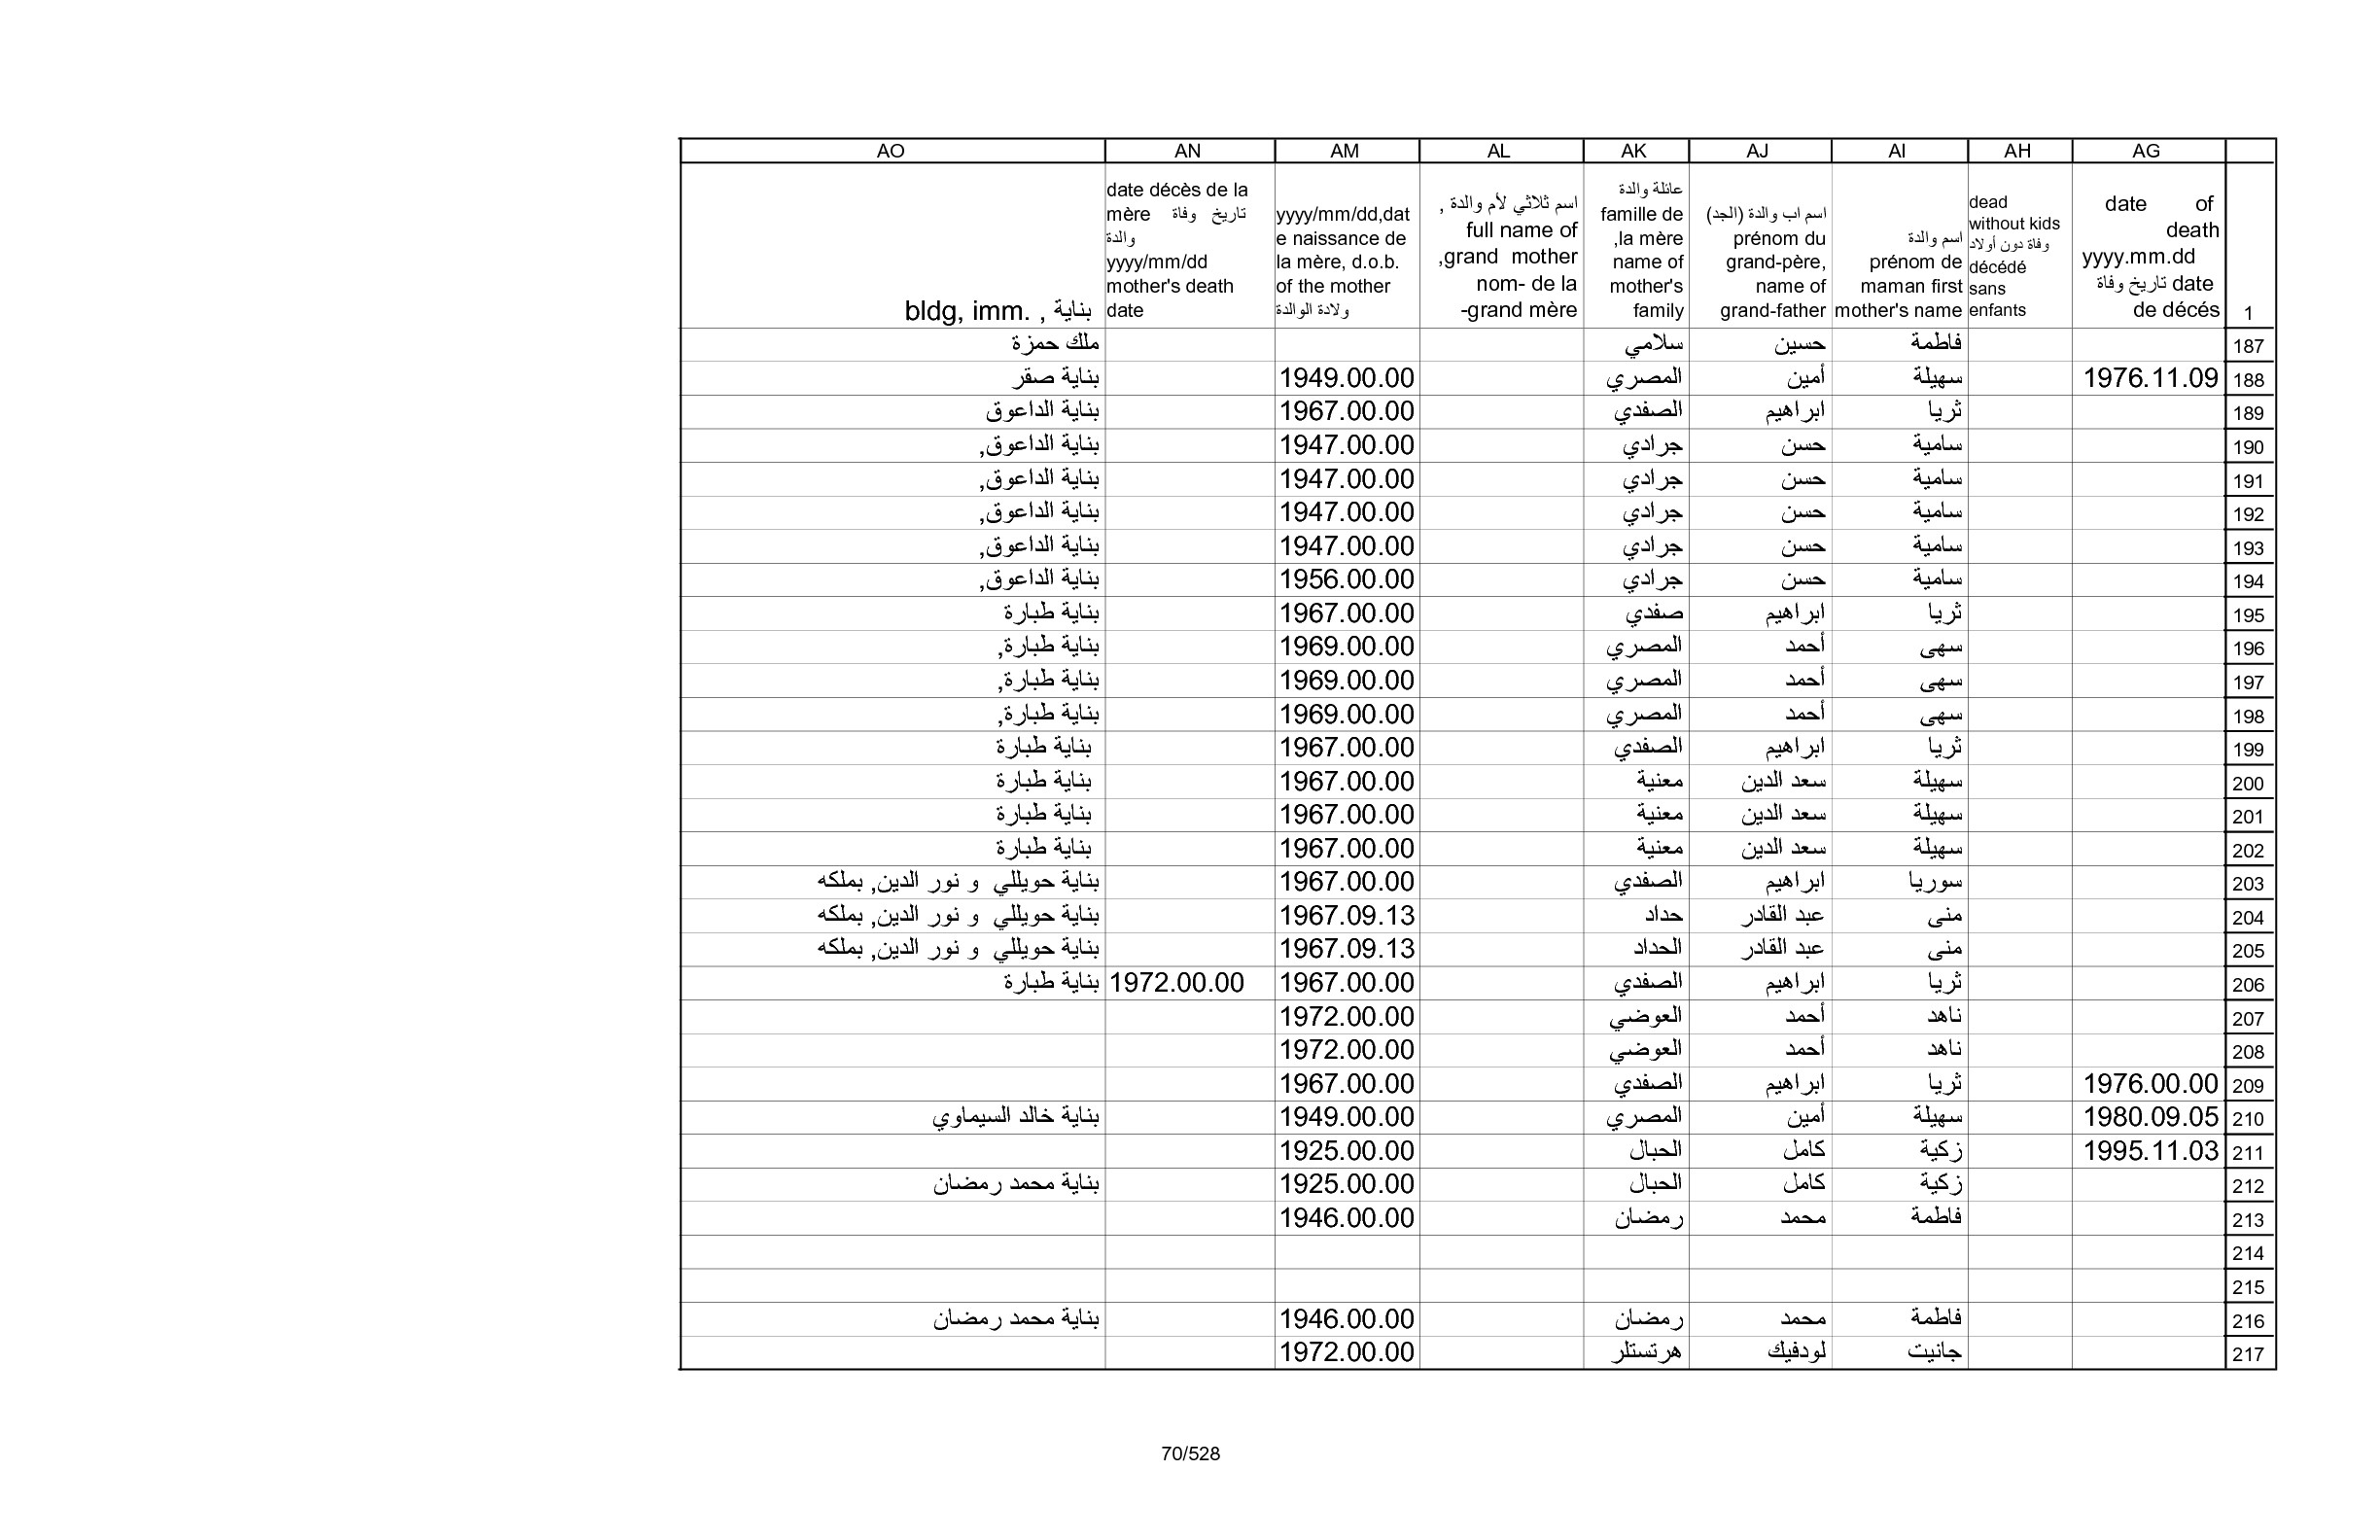 AG AH AI AJ AK AL AM AN AO
1
date of
death
yyyy.mm.dd
تاريخ وفاة date
de décés
dead
without kids
وفاة دون أولاد
décédé
sans
enfants
اسم والدة
prénom de
maman first
mother's name
اسم اب والدة (الجد)
prénom du
grand-père,
name of
grand-father
عائلة والدة
famille de
la mère,
name of
mother's
family
اسم ثلاثي لأم والدة ,
full name of
grand mother,
nom- de la
grand mère-
yyyy/mm/dd,dat
e naissance de
la mère, d.o.b.
of the mother
ولادة الوالدة
date décès de la
mère تاريخ وفاة
والدة
yyyy/mm/dd
mother's death
date
بناية , .bldg, imm
187 فاطمة حسين سلامي ملك حمزة
188 1976.11.09 سهيلة أمين المصري 1949.00.00 بناية صقر
189 ثريا ابراهيم الصفدي 1967.00.00 بناية الداعوق
190 سامية حسن جرادي 1947.00.00 بناية الداعوق,
191 سامية حسن جرادي 1947.00.00 بناية الداعوق,
192 سامية حسن جرادي 1947.00.00 بناية الداعوق,
193 سامية حسن جرادي 1947.00.00 بناية الداعوق,
194 سامية حسن جرادي 1956.00.00 بناية الداعوق,
195 ثريا ابراهيم صفدي 1967.00.00 بناية طبارة
196 سهى أحمد المصري 1969.00.00 بناية طبارة,
197 سهى أحمد المصري 1969.00.00 بناية طبارة,
198 سهى أحمد المصري 1969.00.00 بناية طبارة,
199 ثريا ابراهيم الصفدي 1967.00.00 بناية طبارة
200 سهيلة سعد الدين معنية 1967.00.00 بناية طبارة
201 سهيلة سعد الدين معنية 1967.00.00 بناية طبارة
202 سهيلة سعد الدين معنية 1967.00.00 بناية طبارة
203 سوريا ابراهيم الصفدي 1967.00.00 بناية حويللي و نور الدين, بملكه
204 منى عبد القادر حداد 1967.09.13 بناية حويللي و نور الدين, بملكه
205 منى عبد القادر الحداد 1967.09.13 بناية حويللي و نور الدين, بملكه
206 ثريا ابراهيم الصفدي 1967.00.00 1972.00.00 بناية طبارة
207 ناهد أحمد العوضي 1972.00.00
208 ناهد أحمد العوضي 1972.00.00
209 1976.00.00 ثريا ابراهيم الصفدي 1967.00.00
210 1980.09.05 سهيلة أمين المصري 1949.00.00 بناية خالد السيماوي
211 1995.11.03 زكية كامل الحبال 1925.00.00
212 زكية كامل الحبال 1925.00.00 بناية محمد رمضان
213 فاطمة محمد رمضان 1946.00.00
214
215
216 فاطمة محمد رمضان 1946.00.00 بناية محمد رمضان
217 جانيت لودفيك هرتستلر 1972.00.00
70/528